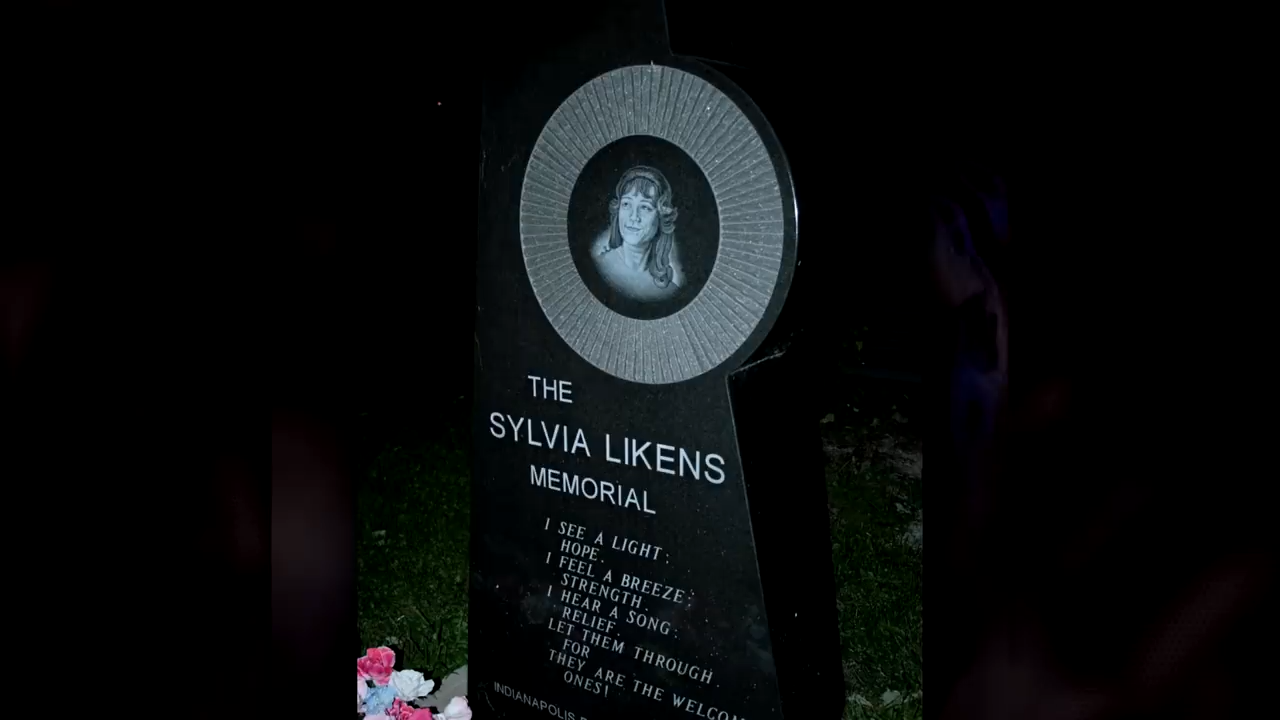 THE
SYLVIA LIKENS
MEMORIAL
I SEE A LIGHT;
HOPE.
I FEEL A BREEZE;
STRENGTH.
I HEAR A SONG;
RELIEF.
LET THEM THROUGH
FOR
THEY ARE THE WELCOM
ONES!
INDIANAPOLIS